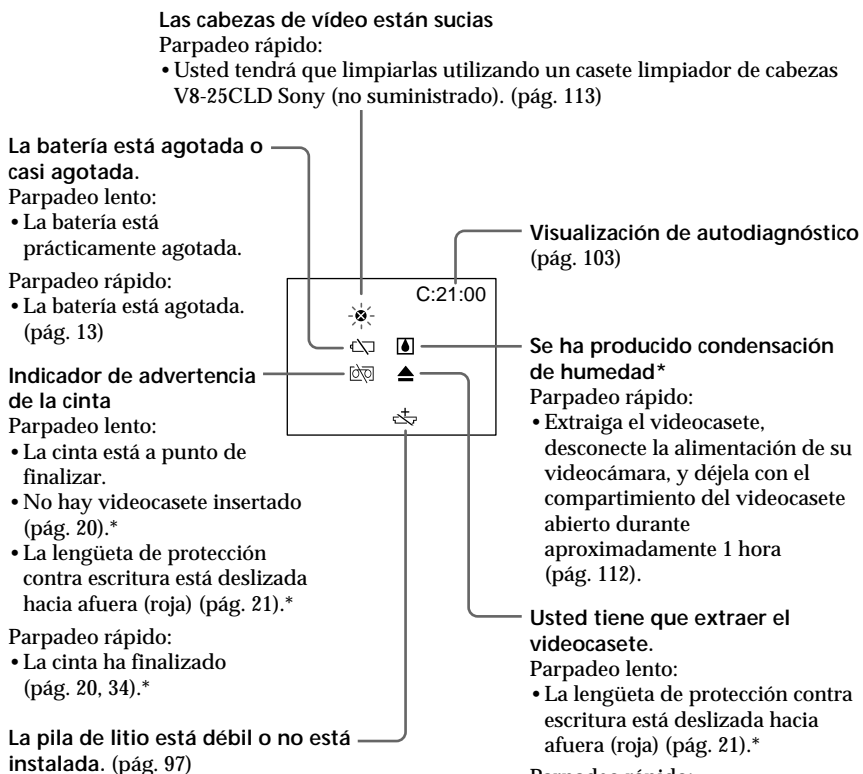 Las cabezas de vídeo están sucias
Parpadeo rápido:
• Usted tendrá que limpiarlas utilizando un casete limpiador de cabezas
V8-25CLD Sony (no suministrado). (pág. 113)
La batería está agotada o
casi agotada.
Parpadeo lento:
• La batería está
prácticamente agotada.
Parpadeo rápido:
• La batería está agotada.
(pág. 13)
Indicador de advertencia
de la cinta
Parpadeo lento:
• La cinta está a punto de
finalizar.
• No hay videocasete insertado
(pág. 20).*
• La lengüeta de protección
contra escritura está deslizada
hacia afuera (roja) (pág. 21).*
Parpadeo rápido:
• La cinta ha finalizado
(pág. 20, 34).*
La pila de litio está débil o no está
instalada. (pág. 97)
C:21:00
Visualización de autodiagnóstico
(pág. 103)
Se ha producido condensación
de humedad*
Parpadeo rápido:
• Extraiga el videocasete,
desconecte la alimentación de su
videocámara, y déjela con el
compartimiento del videocasete
abierto durante
aproximadamente 1 hora
(pág. 112).
Usted tiene que extraer el
videocasete.
Parpadeo lento:
• La lengüeta de protección contra
escritura está deslizada hacia
afuera (roja) (pág. 21).*